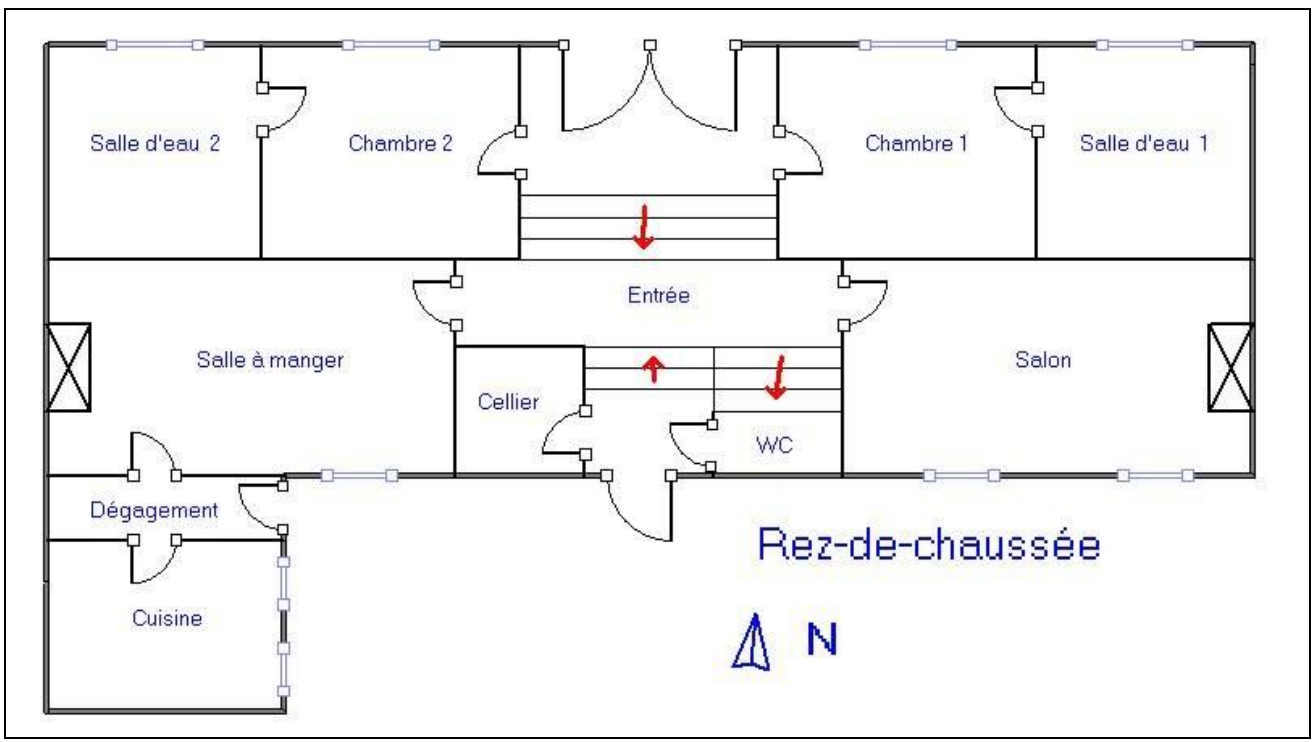 Salle d'eau 2
Chambre 2
Chambre 1
Salle d'eau 1
Entrée
Salle à manger
Salon
Cellier
WC
Dégagement
Rez-de-chaussée
Cuisine
N